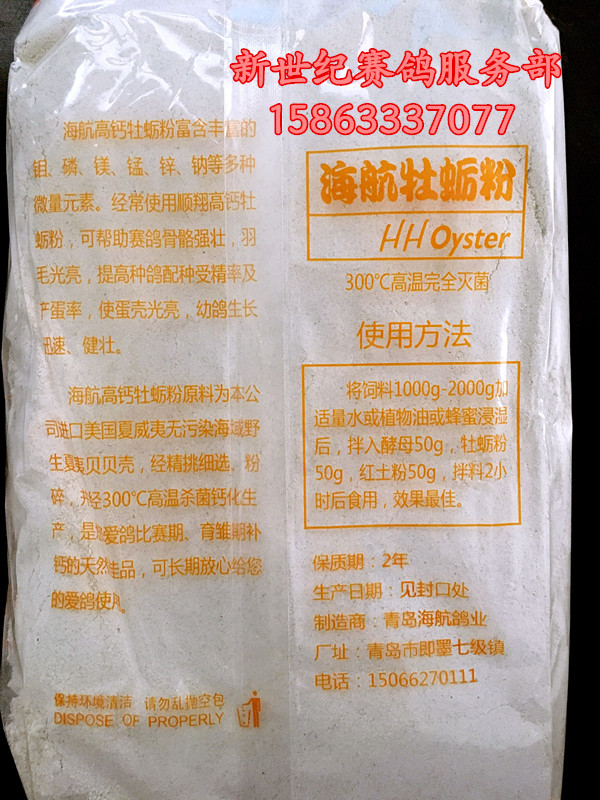 新世纪赛鸽服务部
15863337077
海航高钙牡蛎粉富含丰富的
钼、磷、镁、锰、锌、钠等多种
微量元素。经常使用顺翔高钙牡
蛎粉，可帮助赛鸽骨骼强壮，羽
毛光亮，提高种鸽配种受精率及
产蛋率，使蛋壳光亮，幼鸽生长
迅速、健壮。
海航高钙牡蛎粉原料为本公
司进口美国夏威夷无污染海域野
生夏夷贝贝壳，经精挑细选，粉
碎，经300℃高温杀菌钙化生
产，是爱鸽比赛期、育雏期补
钙的天然佳品，可长期放心给您
的爱鸽使
保持环境清洁 请勿乱抛空包
DISPOSE OF PROPERLY
海航牡蛎粉
HH Oyster
300℃高温完全灭菌
使用方法
将饲料1000g-2000g加
适量水或植物油或蜂蜜浸湿
后，拌入酵母50g，牡蛎粉
50g，红土粉50g，拌料2小
时后食用，效果最佳。
保质期：2年
生产日期：见封口处
制造商：青岛海航鸽业
厂址：青岛市即墨七级镇
电话：15066270111